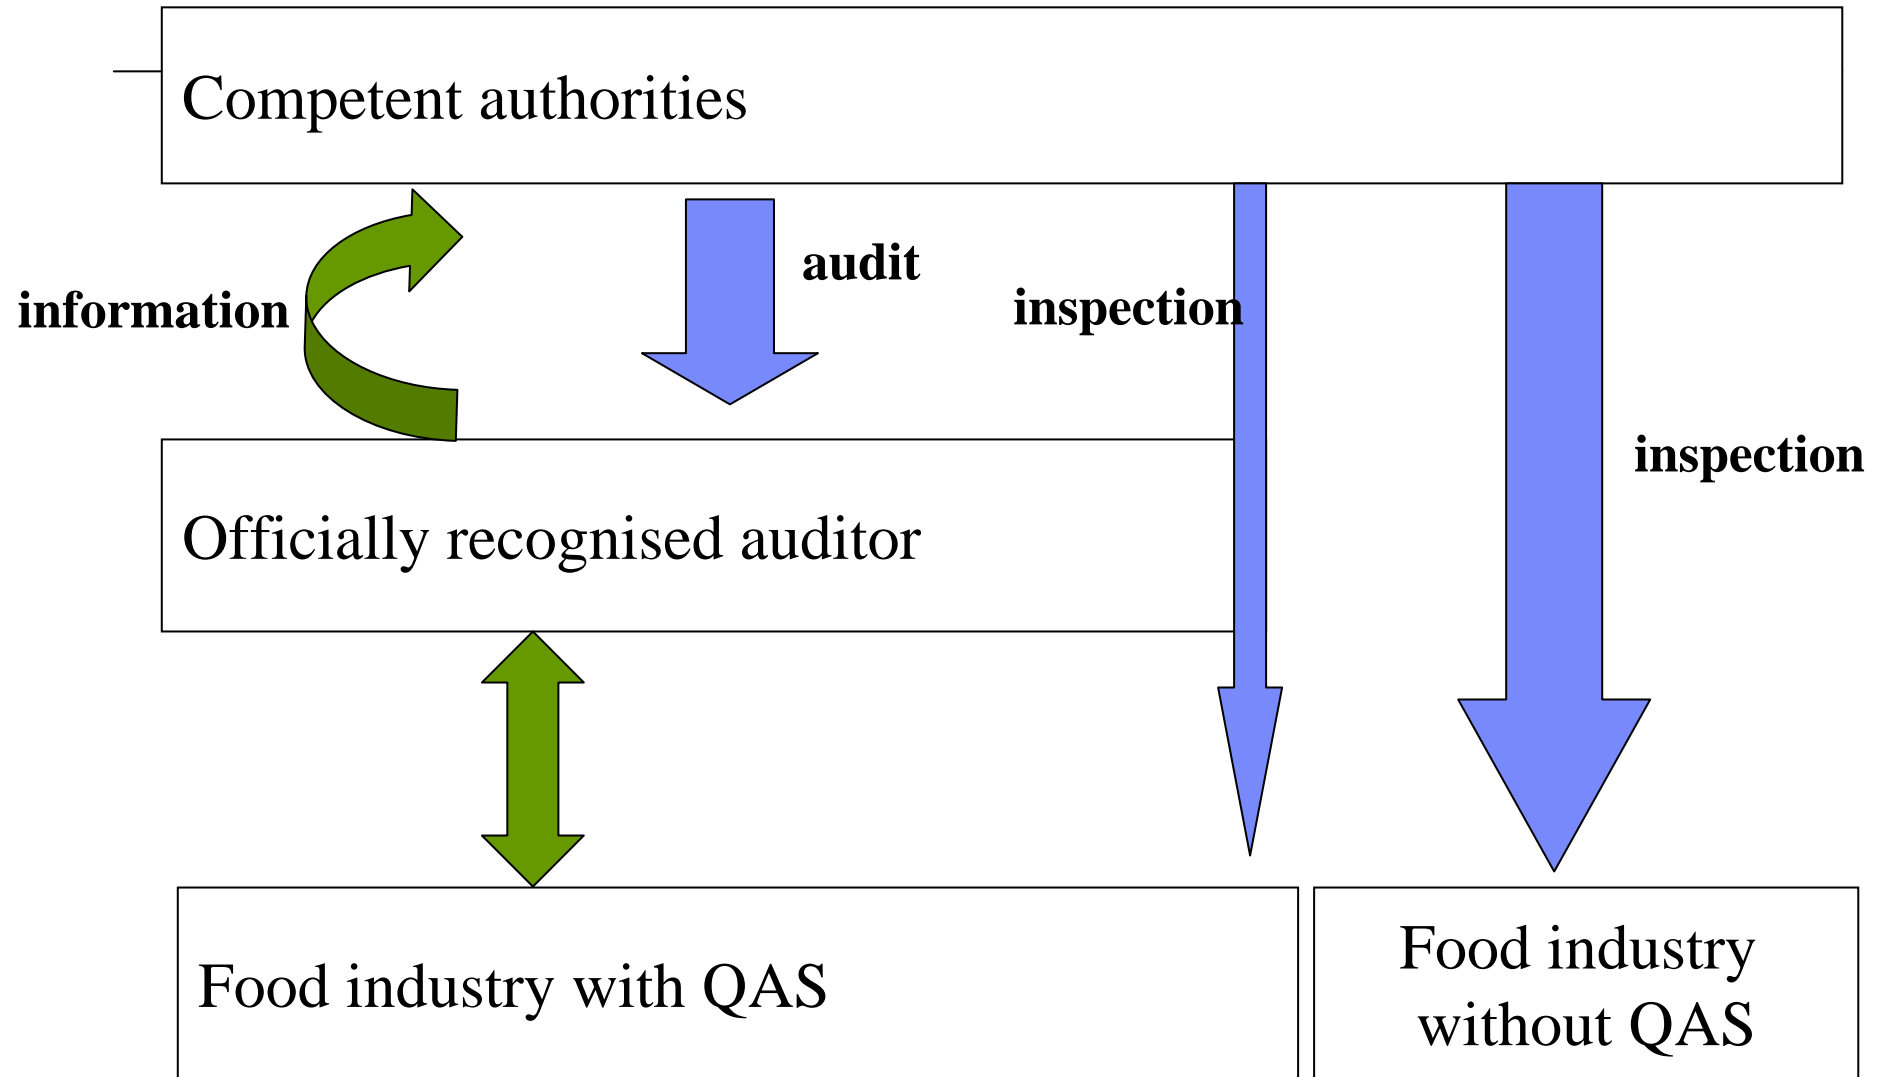 Competent authorities
audit
information
inspection
inspection
Officially recognised auditor
Food industry with QAS
Food industry
without QAS